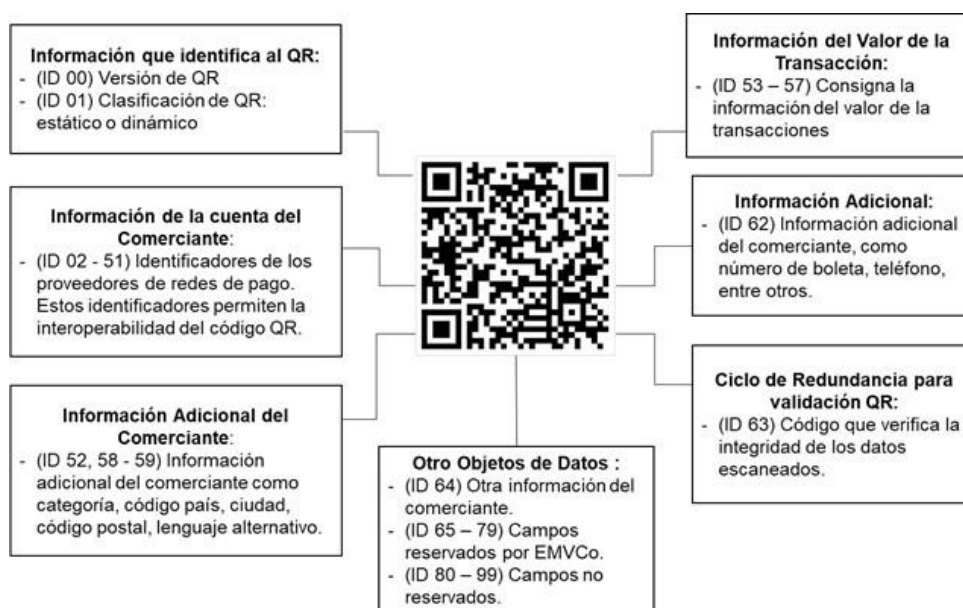 Información que identifica al QR:
- (ID 00) Versión de QR
- (ID 01) Clasificación de QR:
estático o dinámico
Información de la cuenta del
Comerciante:
- (ID 02 - 51) Identificadores de los
proveedores de redes de pago.
Estos identificadores permiten la
interoperabilidad del código QR.
Información Adicional del
Comerciante:
- (ID 52, 58 - 59) Información
adicional del comerciante como
categoría, código país, ciudad,
código postal, lenguaje alternativo.
Otro Objetos de Datos :
- (ID 64) Otra información del
comerciante.
- (ID 65 – 79) Campos
reservados por EMVCo.
- (ID 80 – 99) Campos no
reservados.
Información del Valor de la
Transacción:
- (ID 53 – 57) Consigna la
información del valor de la
transacciones
Información Adicional:
- (ID 62) Información adicional
del comerciante, como
número de boleta, teléfono,
entre otros.
Ciclo de Redundancia para
validación QR:
- (ID 63) Código que verifica la
integridad de los datos
escaneados.